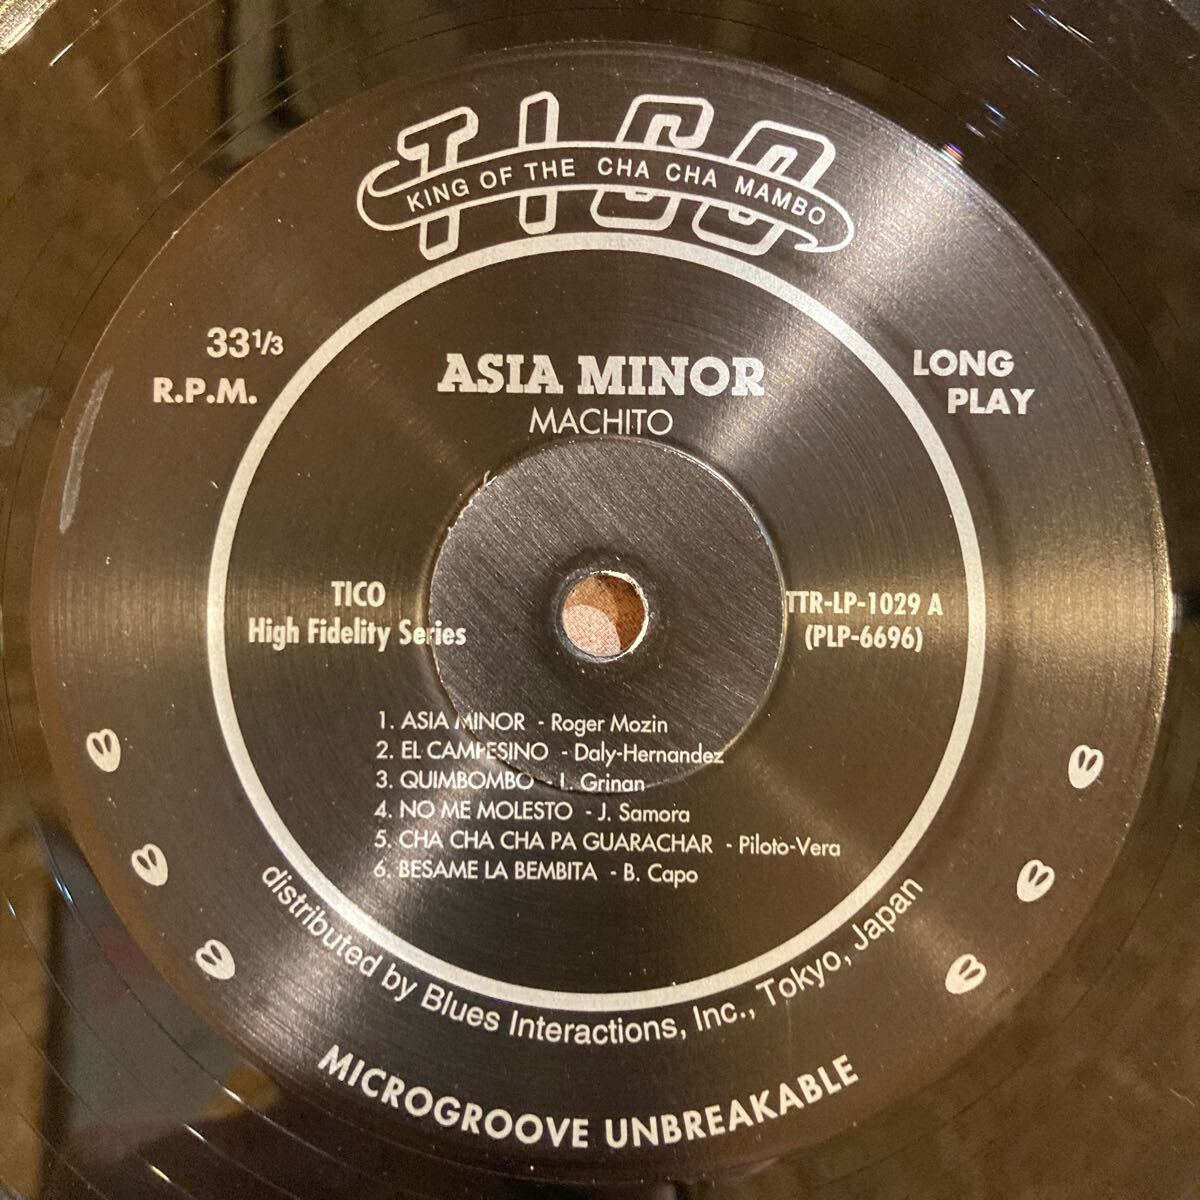 TICO
KING OF THE CHA CHA MAMBO
33 1/3
R.P.M.
LONG
PLAY
ASIA MINOR
MACHITO
TICO
High Fidelity Series
TTR-LP-1029 A
(PLP-6696)
1. ASIA MINOR - Roger Mozin
2. EL CAMPESINO - Daly-Hernandez
3. QUIMBOMBO - L. Grinan
4. NO ME MOLESTO - J. Samora
5. CHA CHA CHA PA GUARACHAR - Piloto-Vera
6. BESAME LA BEMBITA - B. Capo
distributed by Blues Interactions, Inc., Tokyo, Japan
MICROGROOVE UNBREAKABLE